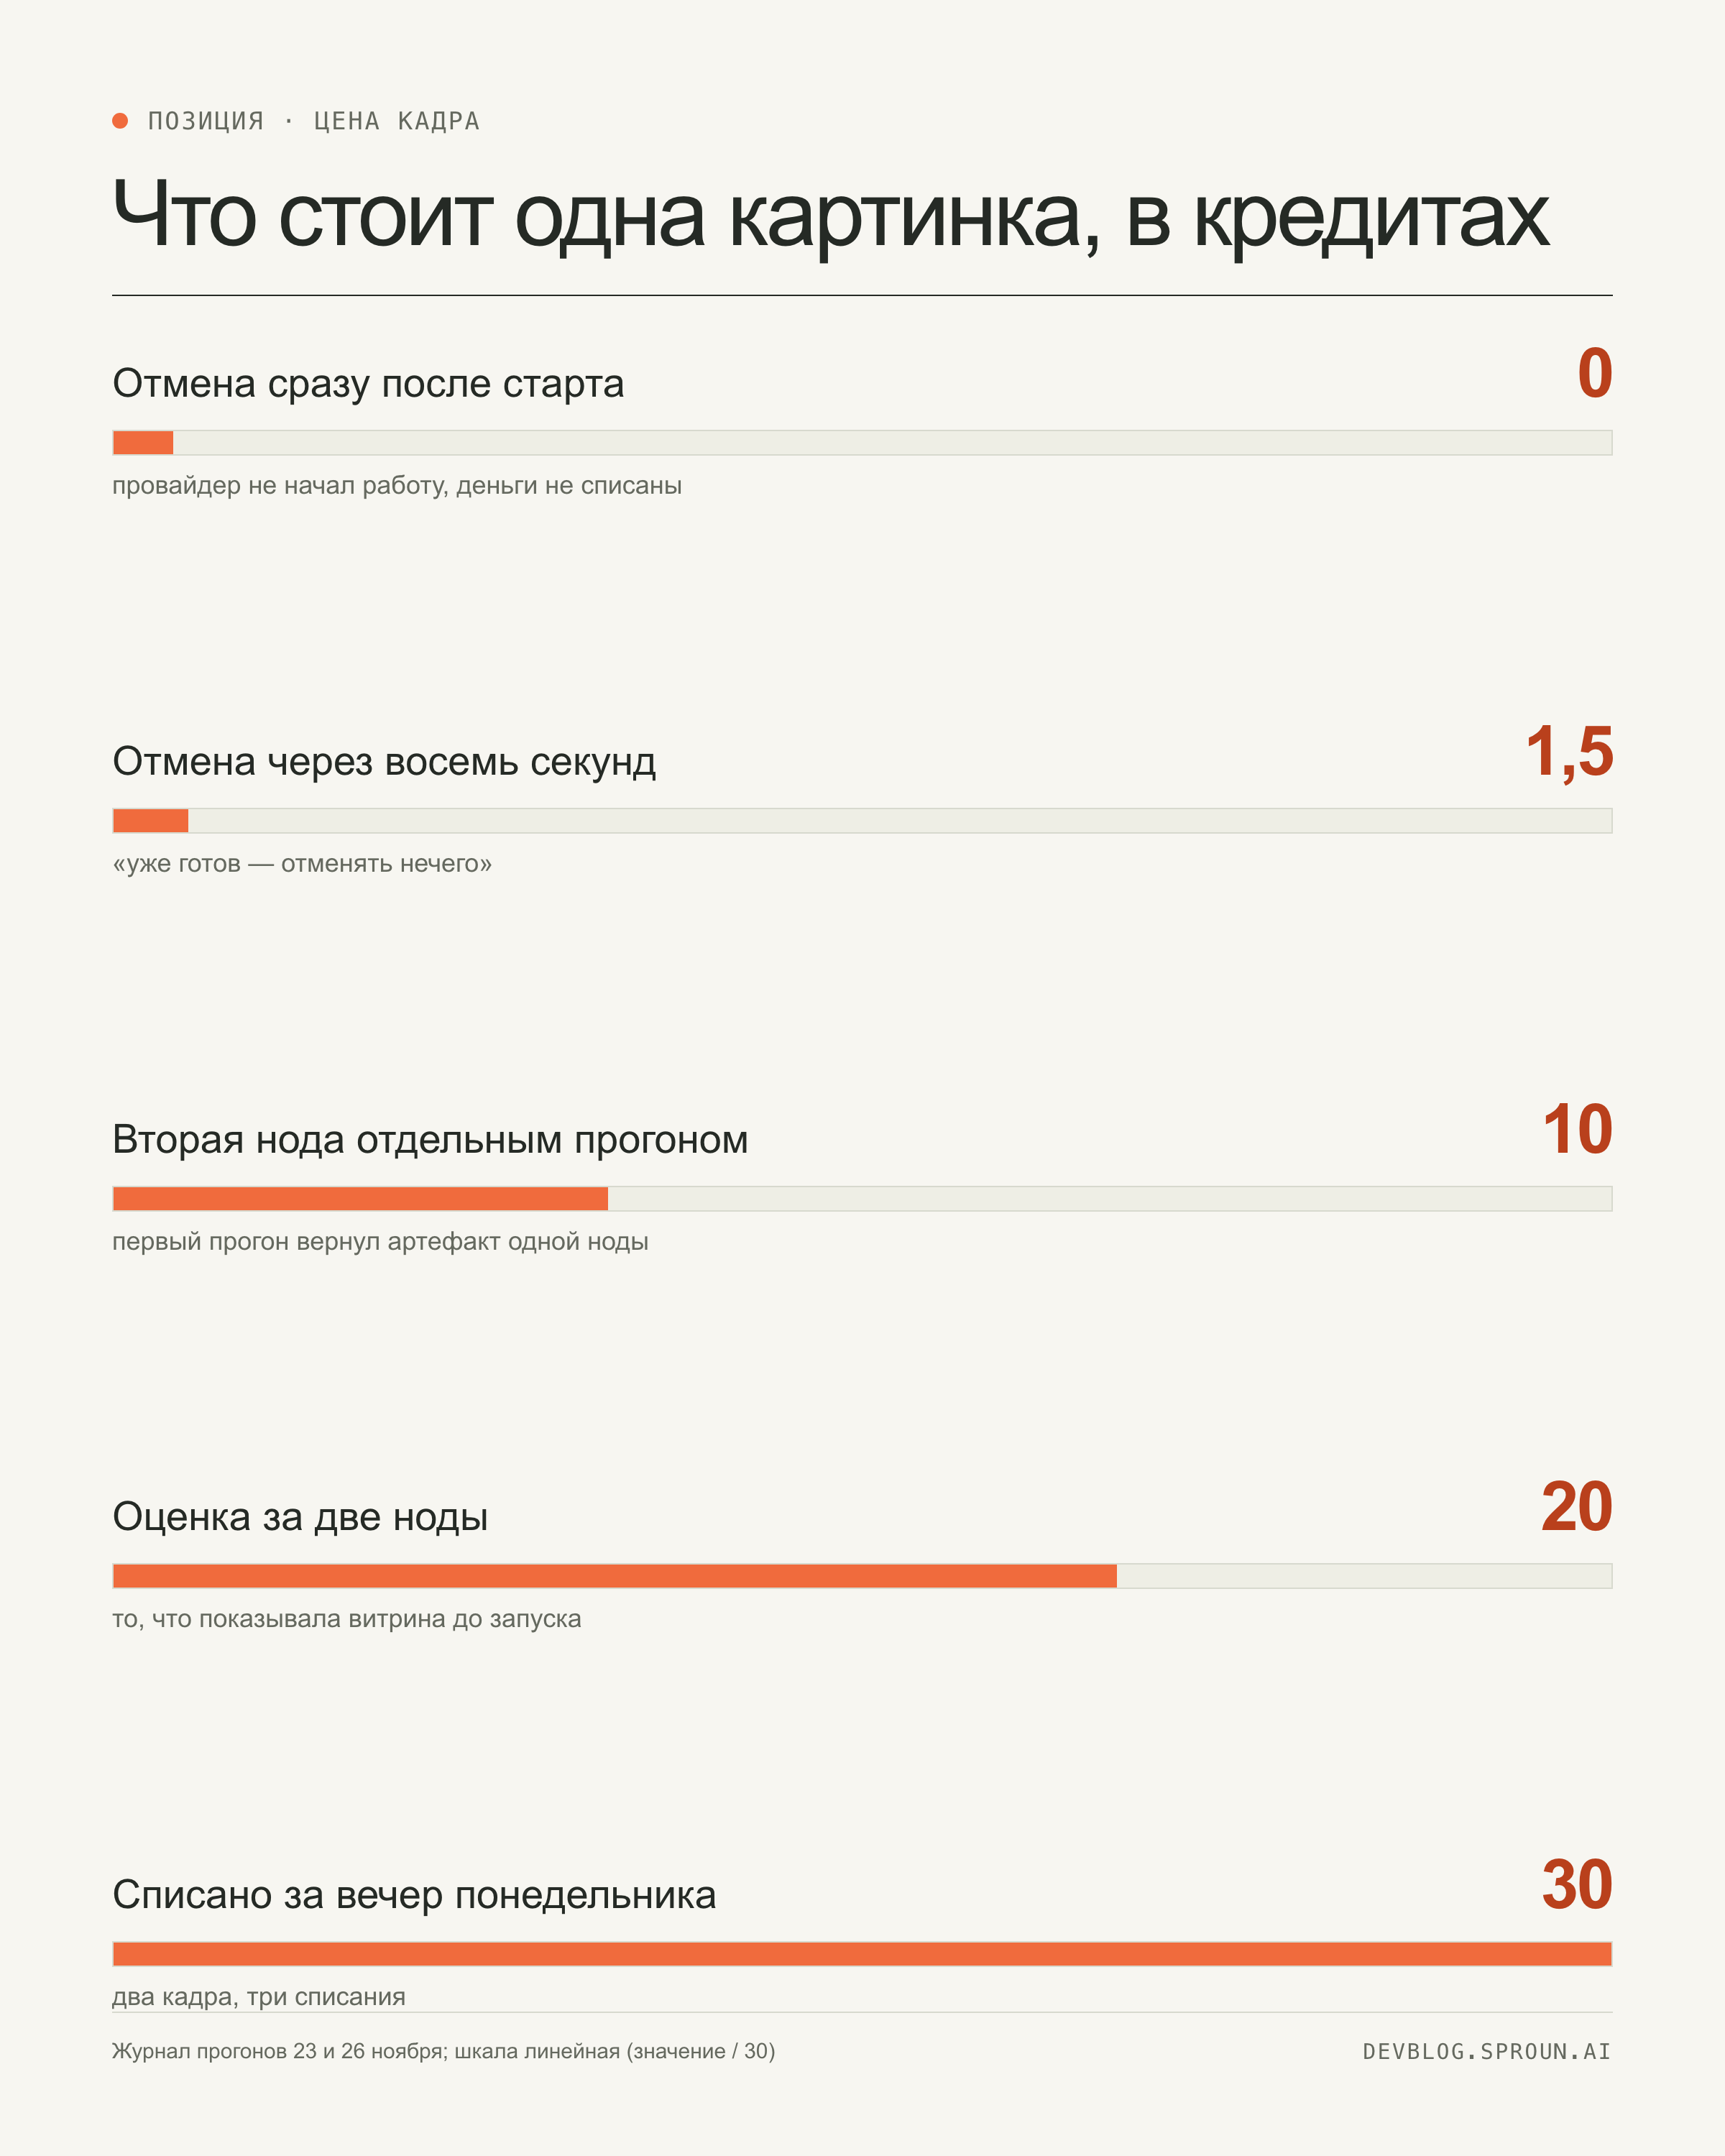 ПОЗИЦИЯ · ЦЕНА КАДРА
Что стоит одна картинка, в кредитах
Отмена сразу после старта
0
провайдер не начал работу, деньги не списаны
Отмена через восемь секунд
1,5
«уже готов — отменять нечего»
Вторая нода отдельным прогоном
10
первый прогон вернул артефакт одной ноды
Оценка за две ноды
20
то, что показывала витрина до запуска
Списано за вечер понедельника
30
два кадра, три списания
Журнал прогонов 23 и 26 ноября; шкала линейная (значение / 30)
DEVBLOG.SPROUN.AI